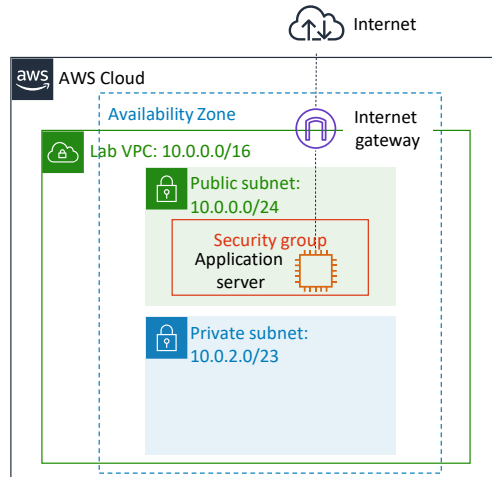 Internet
aws
AWS Cloud
Availability Zone
Internet
gateway
Lab VPC: 10.0.0.0/16
Public subnet:
10.0.0.0/24
Security group
Application
server
Private subnet:
10.0.2.0/23